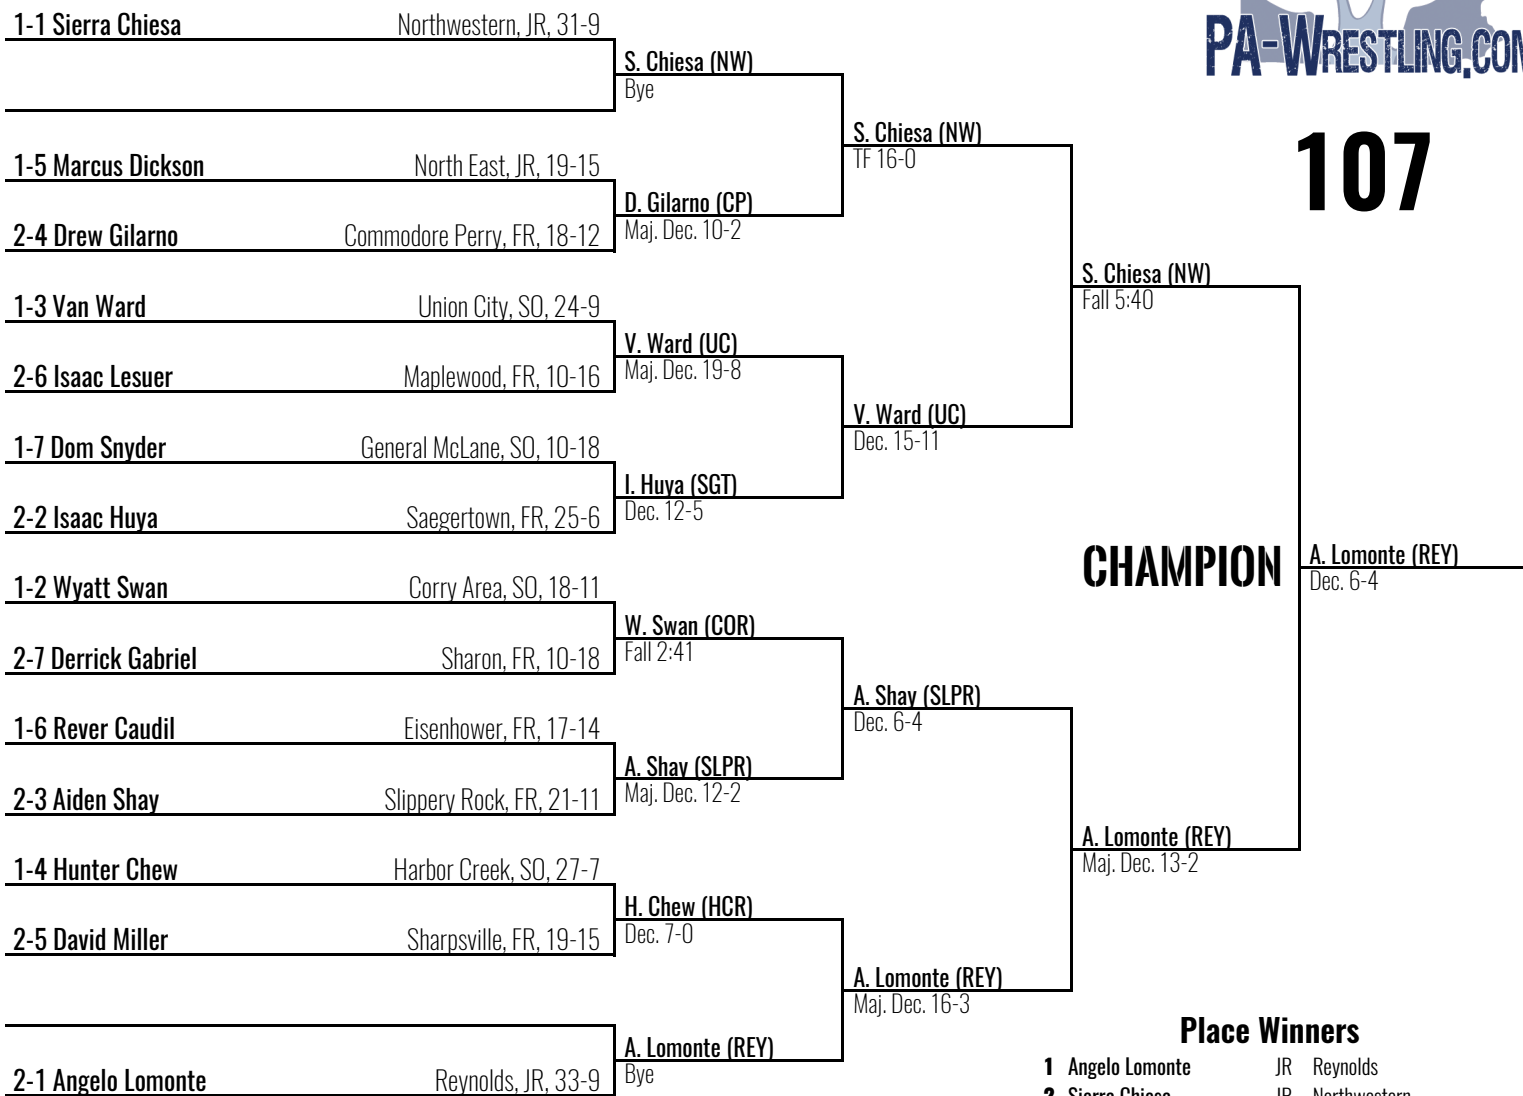 1-1 Sierra Chiesa Northwestern, JR, 31-9
PA-WRESTLING.COM
S. Chiesa (NW)
Bye
S. Chiesa (NW)
TF 16-0
107
1-5 Marcus Dickson North East, JR, 19-15
D. Gilarno (CP)
Maj. Dec. 10-2
2-4 Drew Gilarno Commodore Perry, FR, 18-12
S. Chiesa (NW)
Fall 5:40
1-3 Van Ward Union City, SO, 24-9
V. Ward (UC)
Maj. Dec. 19-8
2-6 Isaac Lesuer Maplewood, FR, 10-16
V. Ward (UC)
Dec. 15-11
1-7 Dom Snyder General McLane, SO, 10-18
I. Huya (SGT)
Dec. 12-5
2-2 Isaac Huya Saegertown, FR, 25-6
CHAMPION
A. Lomonte (REY)
Dec. 6-4
1-2 Wyatt Swan Corry Area, SO, 18-11
W. Swan (COR)
Fall 2:41
2-7 Derrick Gabriel Sharon, FR, 10-18
A. Shay (SLPR)
Dec. 6-4
1-6 Rever Caudil Eisenhower, FR, 17-14
A. Shay (SLPR)
Maj. Dec. 12-2
2-3 Aiden Shay Slippery Rock, FR, 21-11
A. Lomonte (REY)
Maj. Dec. 13-2
1-4 Hunter Chew Harbor Creek, SO, 27-7
H. Chew (HCR)
Dec. 7-0
2-5 David Miller Sharpsville, FR, 19-15
A. Lomonte (REY)
Maj. Dec. 16-3
A. Lomonte (REY)
Bye
2-1 Angelo Lomonte Reynolds, JR, 33-9
Place Winners
1 Angelo Lomonte JR Reynolds
2 Sierra Chiesa JR Northwestern